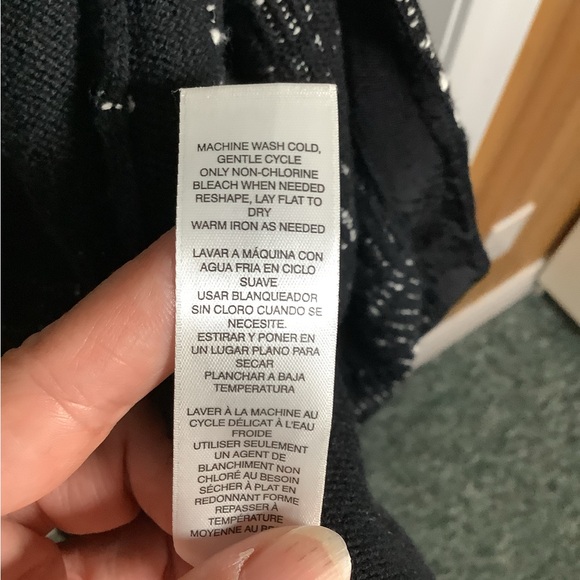 MACHINE WASH COLD,
GENTLE CYCLE
ONLY NON-CHLORINE
BLEACH WHEN NEEDED
RESHAPE, LAY FLAT TO
DRY
WARM IRON AS NEEDED
LAVAR A MÁQUINA CON
AGUA FRIA EN CICLO
SUAVE
USAR BLANQUEADOR
SIN CLORO CUANDO SE
NECESITE.
ESTIRAR Y PONER EN
UN LUGAR PLANO PARA
SECAR
PLANCHAR A BAJA
TEMPERATURA
LAVER À LA MACHINE AU
CYCLE DÉLICAT À L'EAU
FROIDE
UTILISER SEULEMENT
UN AGENT DE
BLANCHIMENT NON
CHLORÉ AU BESOIN
SÉCHER À PLAT EN
REDONNANT FORME
REPASSER À
TEMPÉRATURE
MOYENNE AU